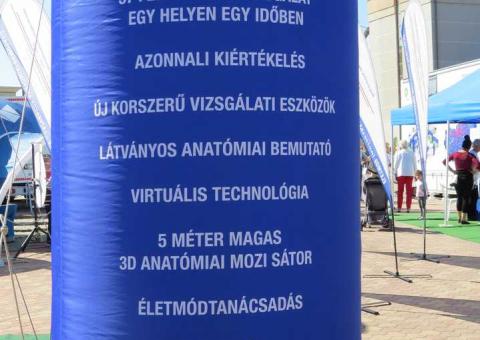 EGY HELYEN EGY IDŐBEN
AZONNALI KIÉRTÉKELÉS
ÚJ KORSZERŰ VIZSGÁLATI ESZKÖZÖK
LÁTVÁNYOS ANATÓMIAI BEMUTATÓ
VIRTUÁLIS TECHNOLÓGIA
5 MÉTER MAGAS
3D ANATÓMIAI MOZI SÁTOR
ÉLETMÓDTANÁCSADÁS